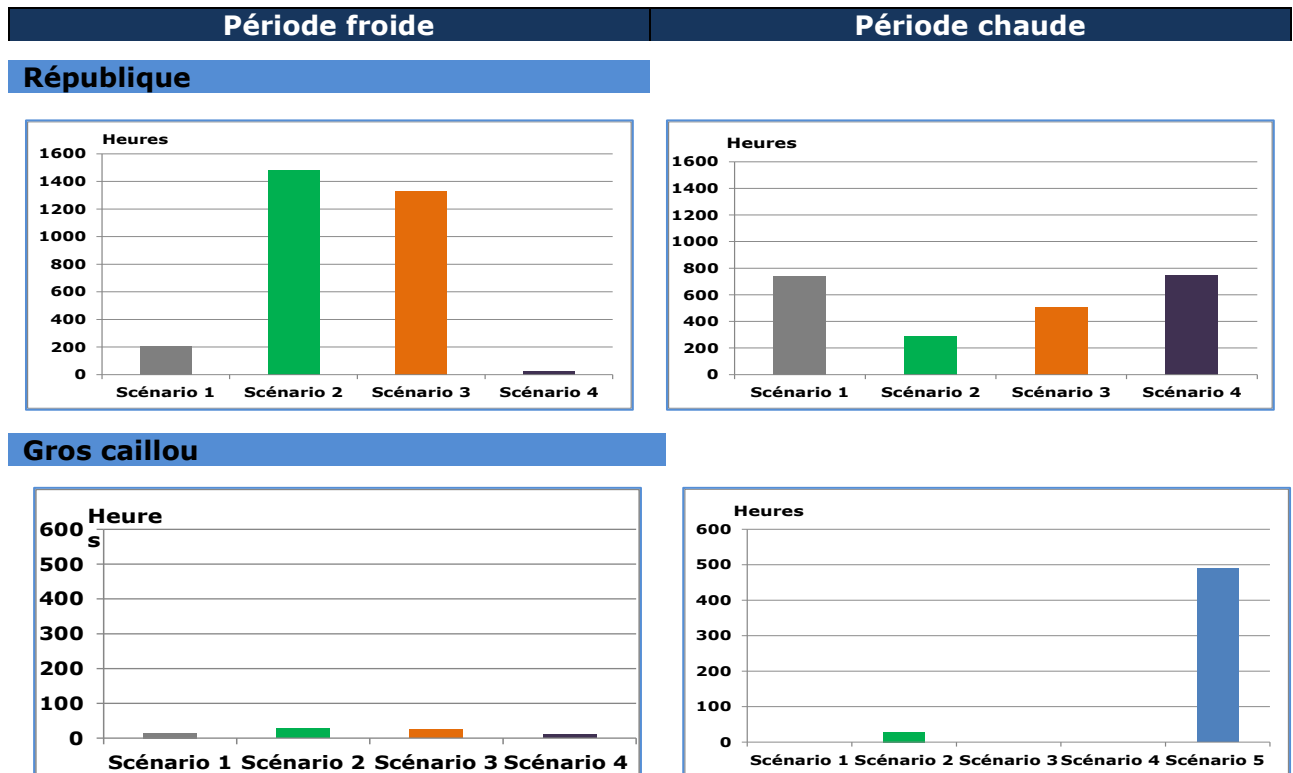 Période froide
Période chaude
République
Heures
1600
1400
1200
1000
800
600
400
200
0
Scénario 1 Scénario 2 Scénario 3 Scénario 4
Heures
1600
1400
1200
1000
800
600
400
200
0
Scénario 1 Scénario 2 Scénario 3 Scénario 4
Gros caillou
Heure
s
600
500
400
300
200
100
0
Scénario 1 Scénario 2 Scénario 3 Scénario 4
Heures
600
500
400
300
200
100
0
Scénario 1 Scénario 2 Scénario 3 Scénario 4 Scénario 5